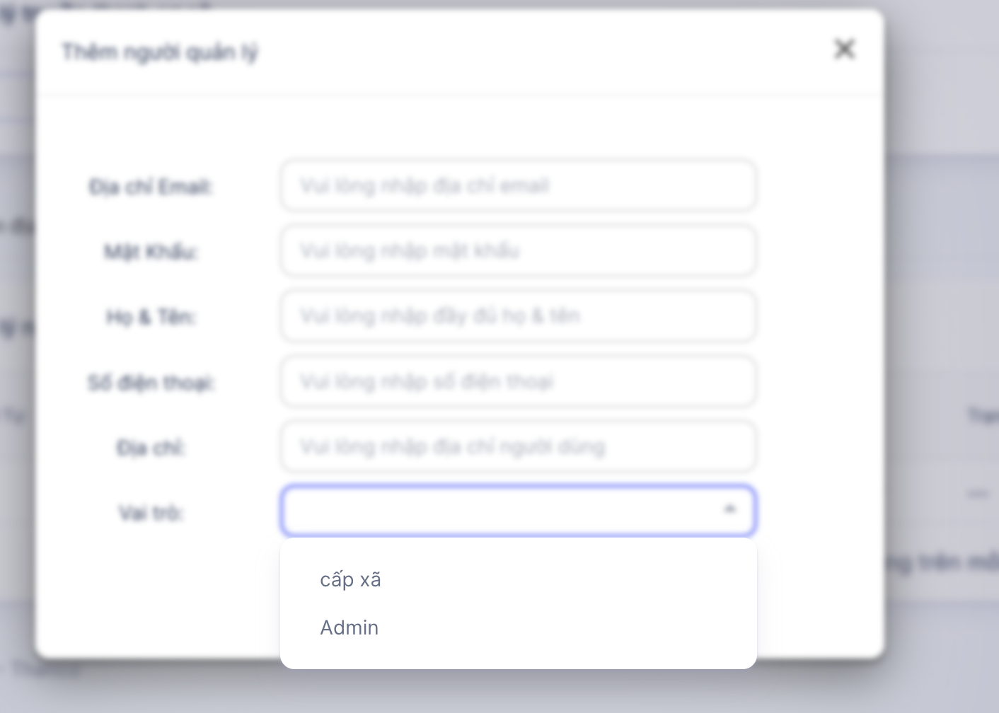 Thêm người quản lý
Địa chỉ Email:
Vui lòng nhập địa chỉ email
Mật Khẩu:
Vui lòng nhập mật khẩu
Họ & Tên:
Vui lòng nhập đầy đủ họ & tên
Số điện thoại:
Vui lòng nhập số điện thoại
Địa chỉ:
Vui lòng nhập địa chỉ người dùng
Vai trò:
cấp xã
Admin